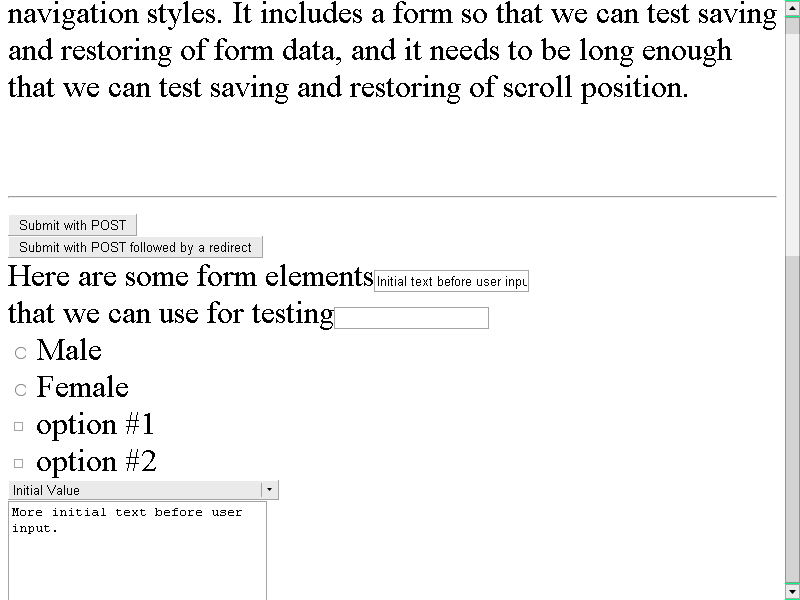 navigation styles. It includes a form so that we can test saving
and restoring of form data, and it needs to be long enough
that we can test saving and restoring of scroll position.
Submit with POST
Submit with POST followed by a redirect
Here are some form elements Initial text before user inpu
that we can use for testing
Male
Female
option #1
option #2
Initial Value
More initial text before user
input.